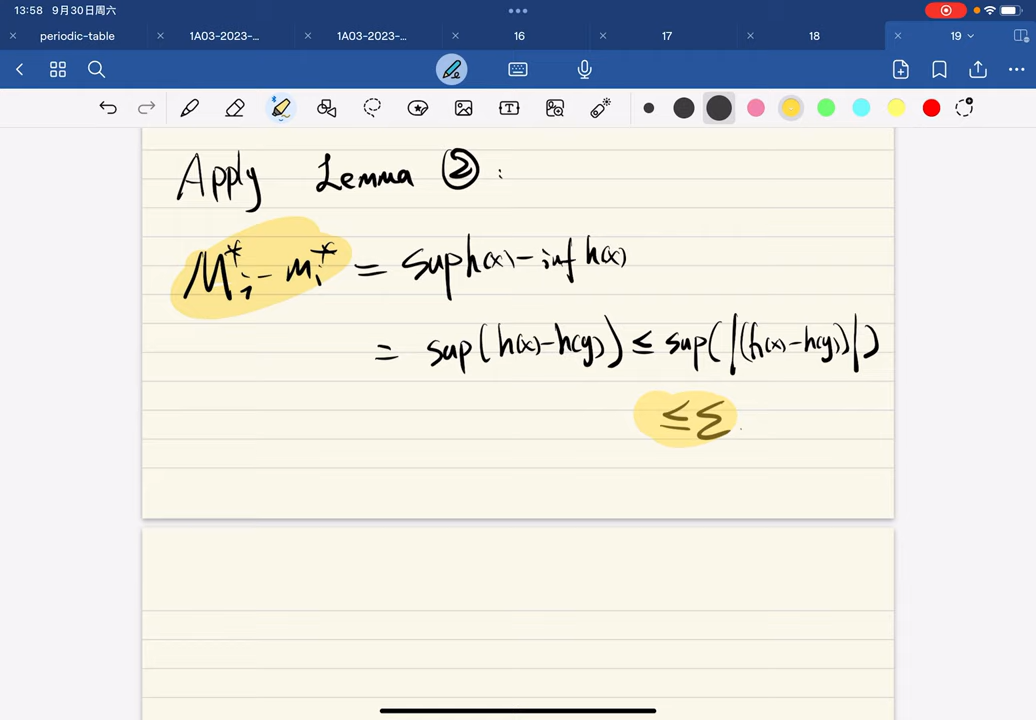 13:58 9月30日周六
periodic-table 1A03-2023-... 1A03-2023-... 16 17 18 19
Apply Lemma ② :
M*ᵢ - m*ᵢ = sup h(x) - inf h(x)
= sup(h(x)-h(y)) ≤ sup(|(h(x)-h(y))|)
≤ Σ